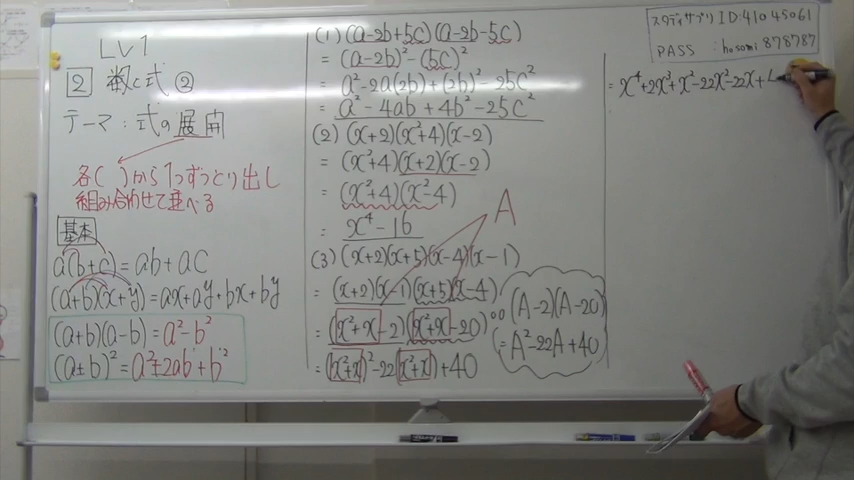 Lv1
2 数と式 ②
テーマ:式の展開
各( )から1つずつとり出し
組み合わせて並べる
基本
a(b+c)=ab+ac
(a+b)(x+y)=ax+ay+bx+by
(a+b)(a-b)=a²-b²
(a±b)²=a²±2ab+b²
(1) (a-2b+5c)(a-2b-5c)
= (a-2b)²-(5c)²
= a²-2a(2b)+(2b)²-25c²
= a²-4ab+4b²-25c²
(2) (x+2)(x²+4)(x-2)
= (x²+4)(x+2)(x-2)
= (x²+4)(x²-4)
= x⁴-16
A
(3) (x+2)(x+5)(x-4)(x-1)
= (x+2)(x-1)(x+5)(x-4)
= (x²+x-2)(x²+x-20)
= (x²+x)²-22(x²+x)+40
(A-2)(A-20)
=A²-22A+40
スタディサプリ ID:41045061
PASS : hosomi878787
= x⁴+2x³+x²-22x²-22x+4